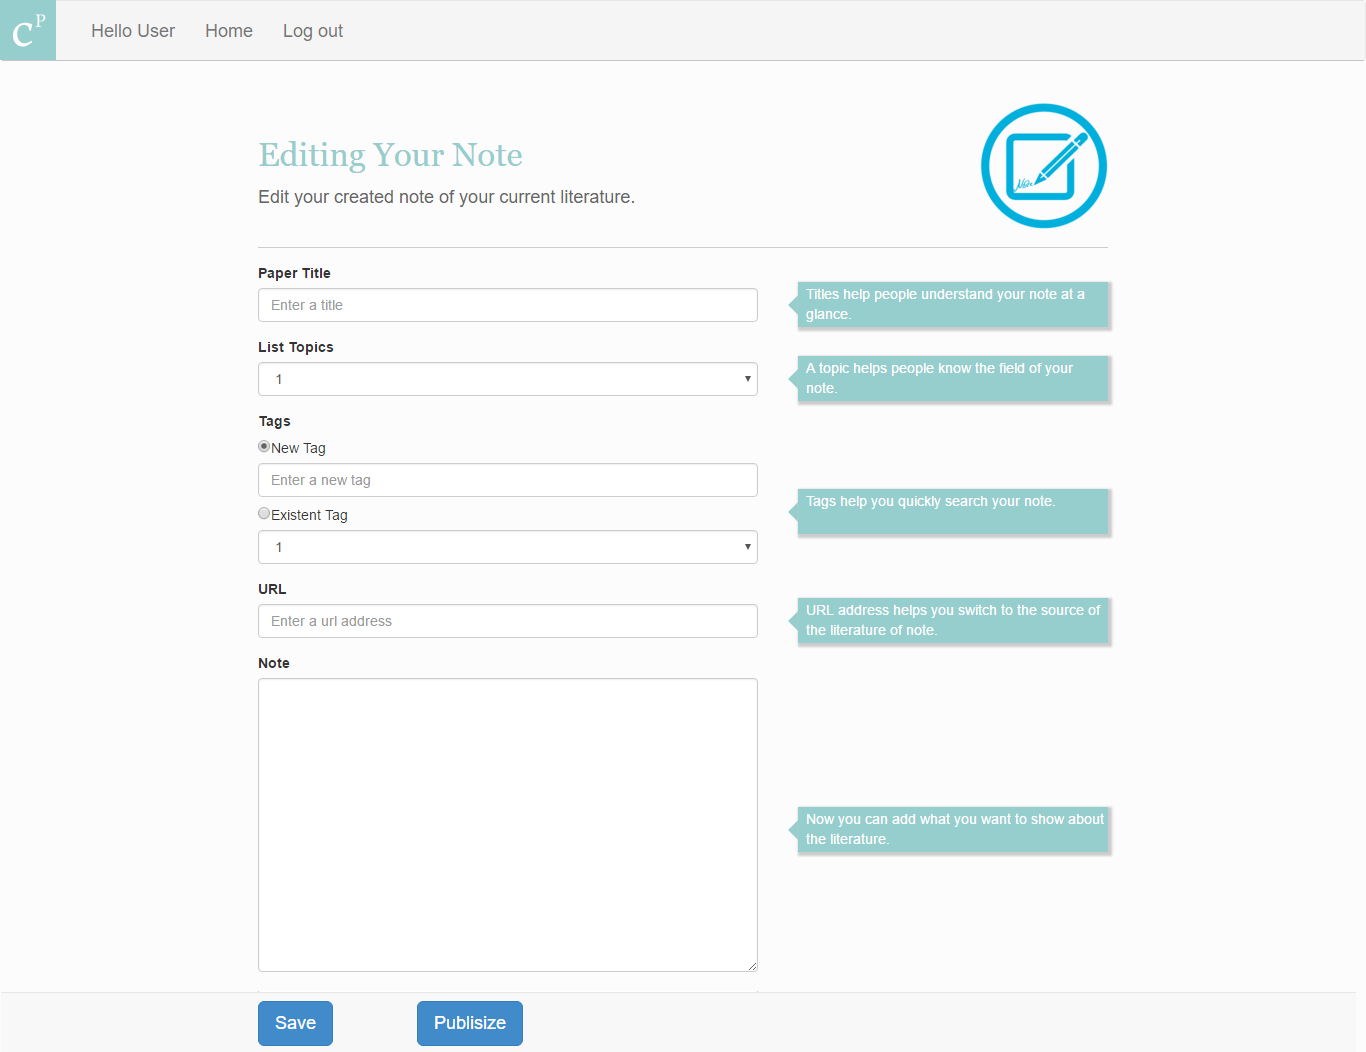 CP
Hello User Home Log out
Editing Your Note
Edit your created note of your current literature.
Paper Title
Enter a title
Titles help people understand your note at a
glance.
List Topics
1
A topic helps people know the field of your
note.
Tags
New Tag
Enter a new tag
Tags help you quickly search your note.
Existent Tag
1
URL
Enter a url address
URL address helps you switch to the source of
the literature of note.
Note
Now you can add what you want to show about
the literature.
Save Publisize